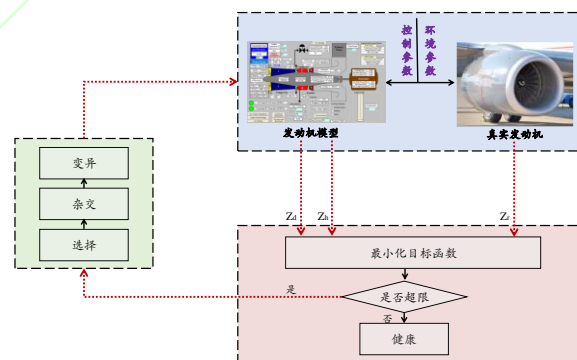 控制参数
环境参数
发动机模型
真实发动机
变异
杂交
选择
Zd
Zh
Zr
最小化目标函数
是
是否超限
否
健康